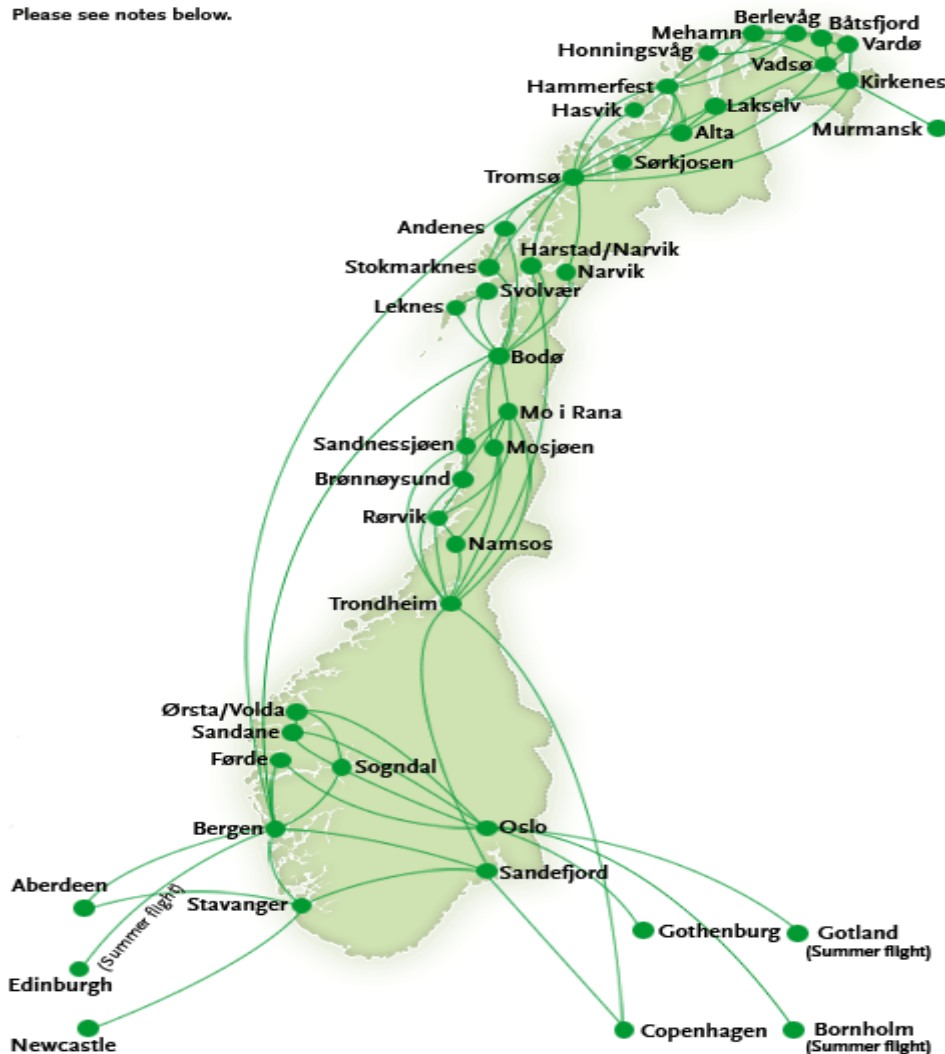 Please see notes below.
Berlevåg
Båtsfjord
Mehamn
Vardø
Honningsvåg
Vadsø
Hammerfest
Kirkenes
Hasvik
Lakselv
Alta
Murmansk
Sørkjosen
Tromsø
Andenes
Harstad/Narvik
Stokmarknes
Narvik
Svolvær
Leknes
Bodø
Mo i Rana
Sandnessjøen
Mosjøen
Brønnøysund
Rørvik
Namsos
Trondheim
Ørsta/Volda
Sandane
Førde
Sogndal
Bergen
Oslo
Sandefjord
Aberdeen
Stavanger
(Summer flight)
Gothenburg
Gotland
(Summer flight)
Edinburgh
Newcastle
Copenhagen
Bornholm
(Summer flight)